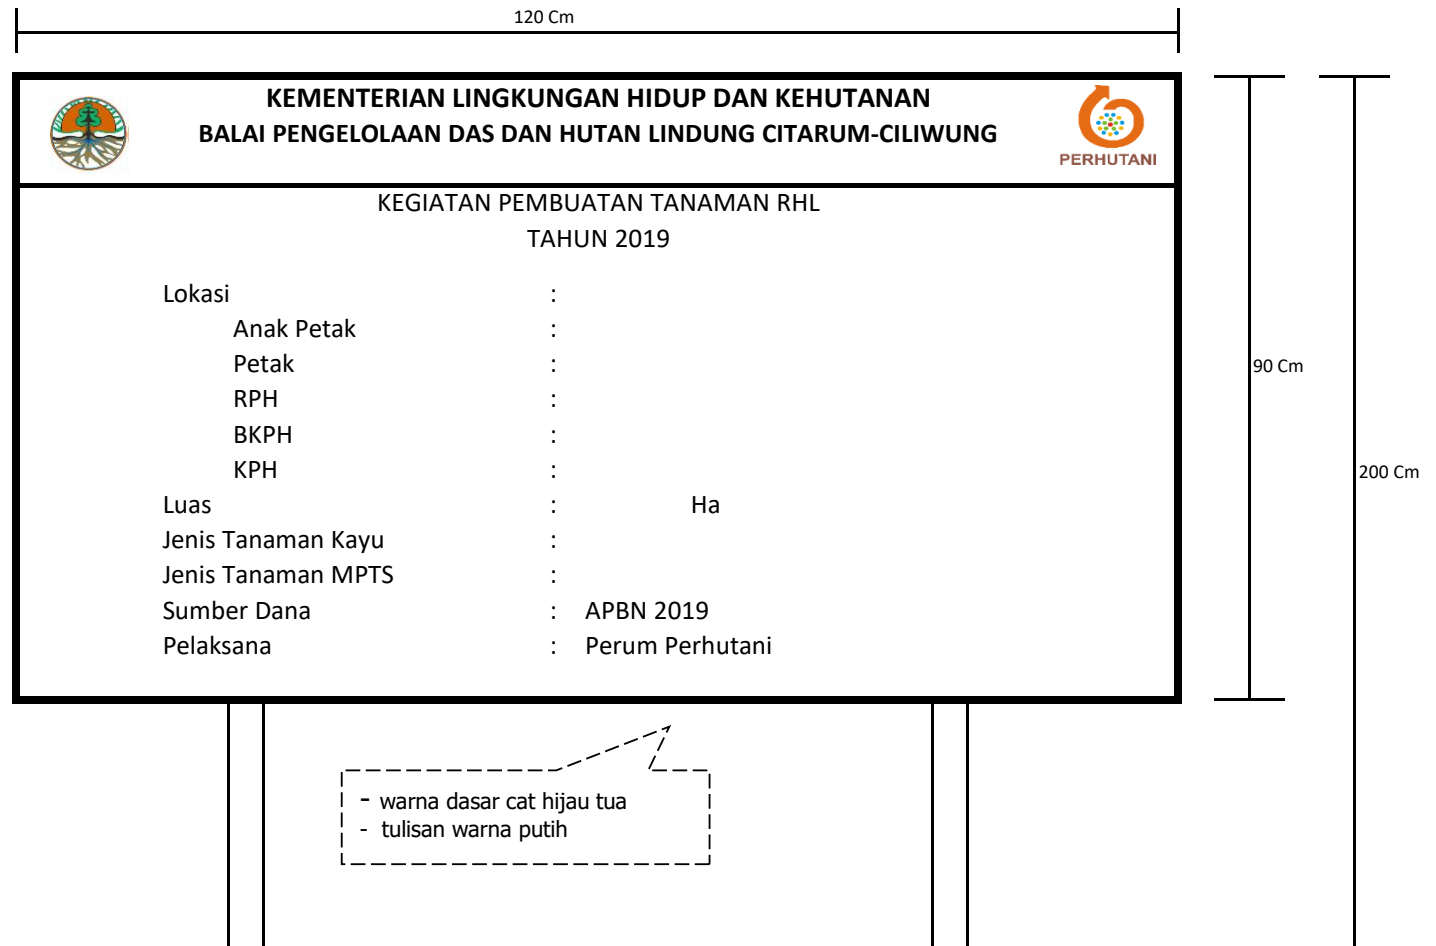 120 Cm
KEMENTERIAN LINGKUNGAN HIDUP DAN KEHUTANAN
BALAI PENGELOLAAN DAS DAN HUTAN LINDUNG CITARUM-CILIWUNG
PERHUTANI
KEGIATAN PEMBUATAN TANAMAN RHL
TAHUN 2019
Lokasi :
Anak Petak :
Petak :
RPH :
BKPH :
KPH :
Luas : Ha
Jenis Tanaman Kayu :
Jenis Tanaman MPTS :
Sumber Dana : APBN 2019
Pelaksana : Perum Perhutani
90 Cm
200 Cm
- warna dasar cat hijau tua
- tulisan warna putih